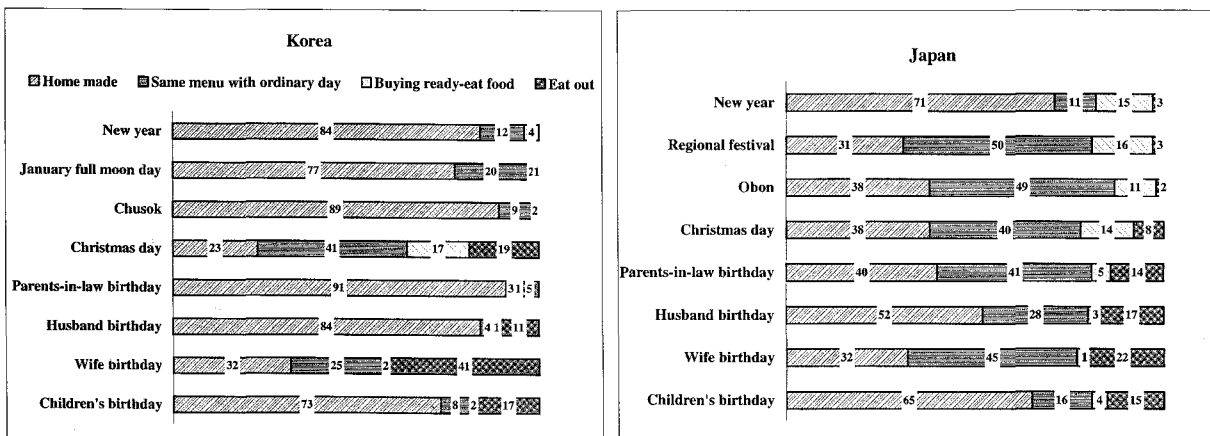 Korea
Home made Same menu with ordinary day Buying ready-eat food Eat out
New year 84 12 4
January full moon day 77 20 21
Chusok 89 9 2
Christmas day 23 41 17 19
Parents-in-law birthday 91 3 1 5
Husband birthday 84 4 1 11
Wife birthday 32 25 2 41
Children's birthday 73 8 2 17
Japan
New year 71 11 15 3
Regional festival 31 50 16 3
Obon 38 49 11 2
Christmas day 38 40 14 8
Parents-in-law birthday 40 41 5 14
Husband birthday 52 28 3 17
Wife birthday 32 45 1 22
Children's birthday 65 16 4 15